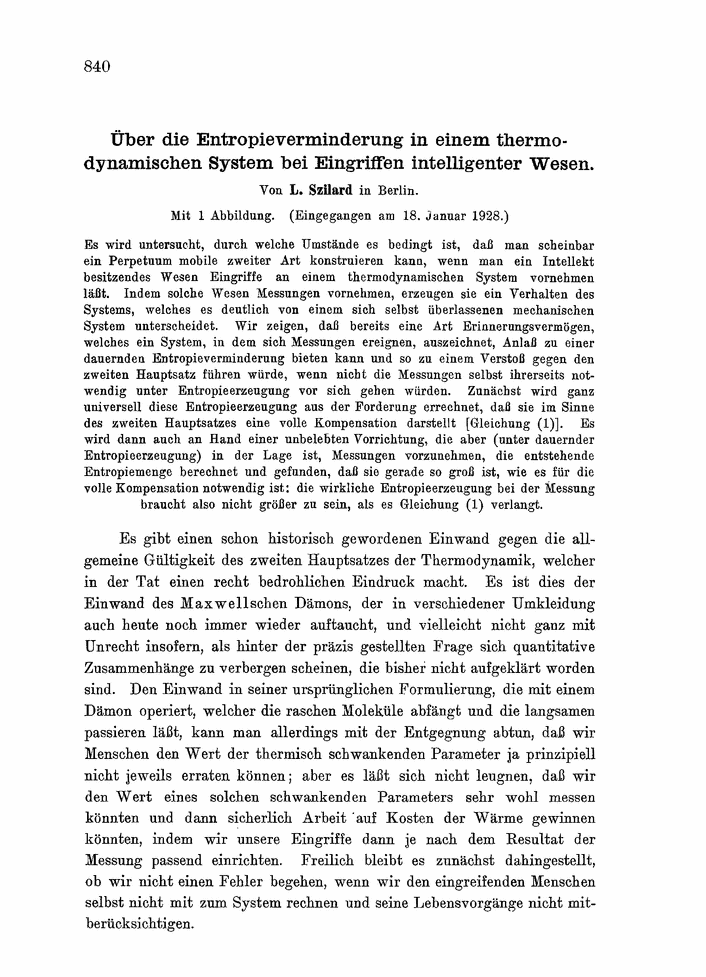 840
Über die Entropieverminderung in einem thermo-
dynamischen System bei Eingriffen intelligenter Wesen.
Von L. Szilard in Berlin.
Mit 1 Abbildung. (Eingegangen am 18. Januar 1928.)
Es wird untersucht, durch welche Umstände es bedingt ist, daß man scheinbar
ein Perpetuum mobile zweiter Art konstruieren kann, wenn man ein Intellekt
besitzendes Wesen Eingriffe an einem thermodynamischen System vornehmen
läßt. Indem solche Wesen Messungen vornehmen, erzeugen sie ein Verhalten des
Systems, welches es deutlich von einem sich selbst überlassenen mechanischen
System unterscheidet. Wir zeigen, daß bereits eine Art Erinnerungsvermögen,
welches ein System, in dem sich Messungen ereignen, auszeichnet, Anlaß zu einer
dauernden Entropieverminderung bieten kann und so zu einem Verstoß gegen den
zweiten Hauptsatz führen würde, wenn nicht die Messungen selbst ihrerseits not-
wendig unter Entropieerzeugung vor sich gehen würden. Zunächst wird ganz
universell diese Entropieerzeugung aus der Forderung errechnet, daß sie im Sinne
des zweiten Hauptsatzes eine volle Kompensation darstellt [Gleichung (1)]. Es
wird dann auch an Hand einer unbelebten Vorrichtung, die aber (unter dauernder
Entropieerzeugung) in der Lage ist, Messungen vorzunehmen, die entstehende
Entropiemenge berechnet und gefunden, daß sie gerade so groß ist, wie es für die
volle Kompensation notwendig ist: die wirkliche Entropieerzeugung bei der Messung
braucht also nicht größer zu sein, als es Gleichung (1) verlangt.
Es gibt einen schon historisch gewordenen Einwand gegen die all-
gemeine Gültigkeit des zweiten Hauptsatzes der Thermodynamik, welcher
in der Tat einen recht bedrohlichen Eindruck macht. Es ist dies der
Einwand des Maxwellschen Dämons, der in verschiedener Umkleidung
auch heute noch immer wieder auftaucht, und vielleicht nicht ganz mit
Unrecht insofern, als hinter der präzis gestellten Frage sich quantitative
Zusammenhänge zu verbergen scheinen, die bisher nicht aufgeklärt worden
sind. Den Einwand in seiner ursprünglichen Formulierung, die mit einem
Dämon operiert, welcher die raschen Moleküle abfängt und die langsamen
passieren läßt, kann man allerdings mit der Entgegnung abtun, daß wir
Menschen den Wert der thermisch schwankenden Parameter ja prinzipiell
nicht jeweils erraten können; aber es läßt sich nicht leugnen, daß wir
den Wert eines solchen schwankenden Parameters sehr wohl messen
könnten und dann sicherlich Arbeit auf Kosten der Wärme gewinnen
könnten, indem wir unsere Eingriffe dann je nach dem Resultat der
Messung passend einrichten. Freilich bleibt es zunächst dahingestellt,
ob wir nicht einen Fehler begehen, wenn wir den eingreifenden Menschen
selbst nicht mit zum System rechnen und seine Lebensvorgänge nicht mit-
berücksichtigen.